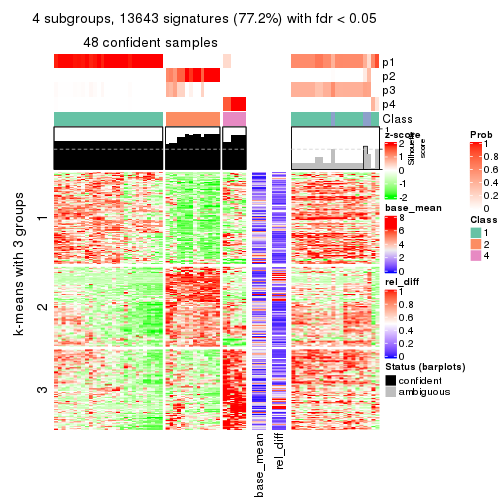 4 subgroups, 13643 signatures (77.2%) with fdr < 0.05
48 confident samples
p1
p2
p3
p4
Class
1
Silhouette
score
z-score
2
1
0
-1
-2
base_mean
8
6
4
2
0
rel_diff
1
0.8
0.6
0.4
0.2
0
Status (barplots)
confident
ambiguous
Prob
1
0.8
0.6
0.4
0.2
0
Class
1
2
4
k-means with 3 groups
1
2
3
base_mean
rel_diff